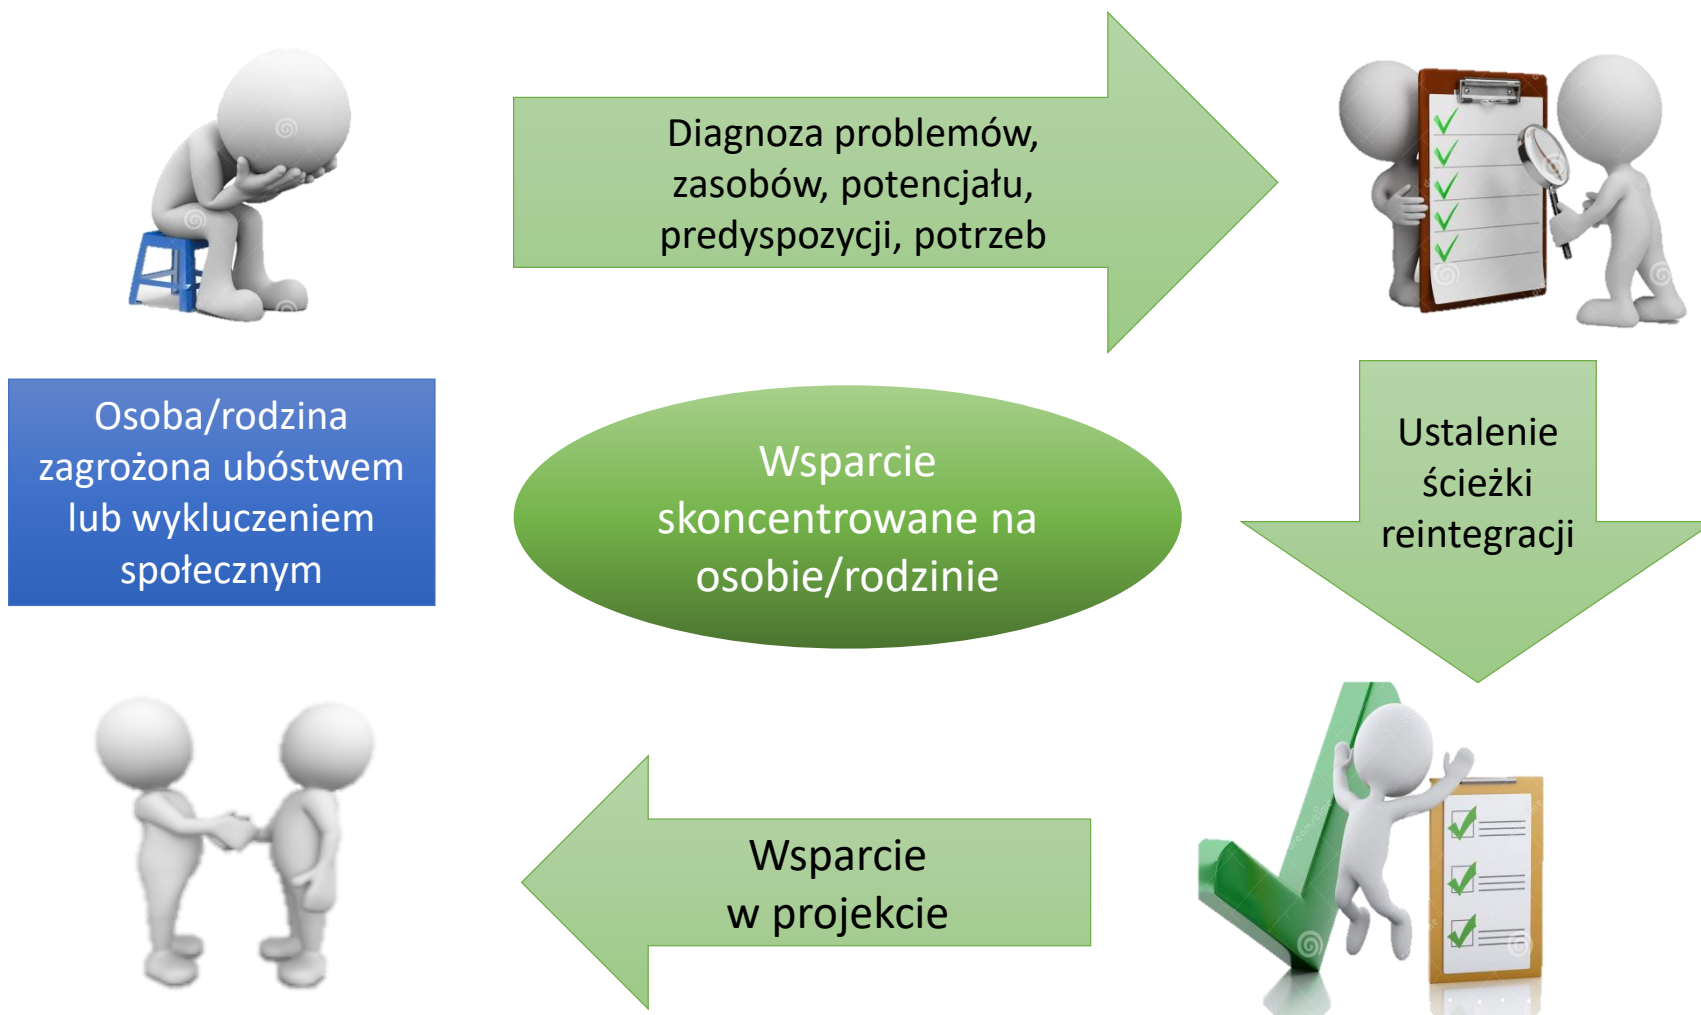 Diagnoza problemów,
zasobów, potencjału,
predyspozycji, potrzeb
Osoba/rodzina
zagrożona ubóstwem
lub wykluczeniem
społecznym
Wsparcie
skoncentrowane na
osobie/rodzinie
Ustalenie
ścieżki
reintegracji
Wsparcie
w projekcie